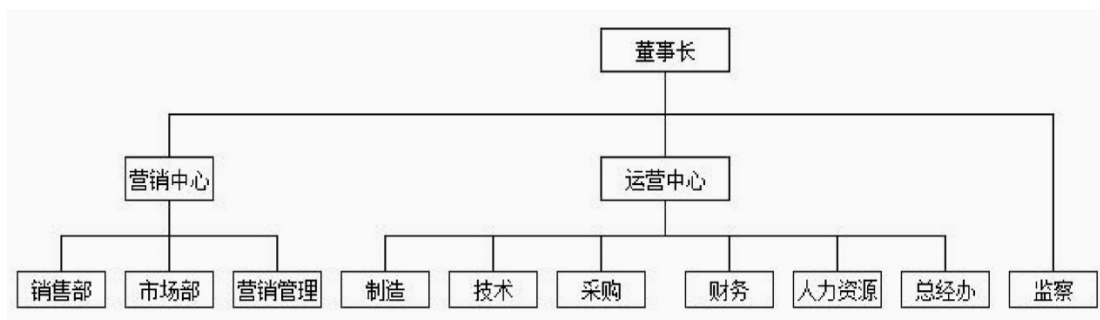 董事长
营销中心
运营中心
销售部
市场部
营销管理
制造
技术
采购
财务
人力资源
总经办
监察